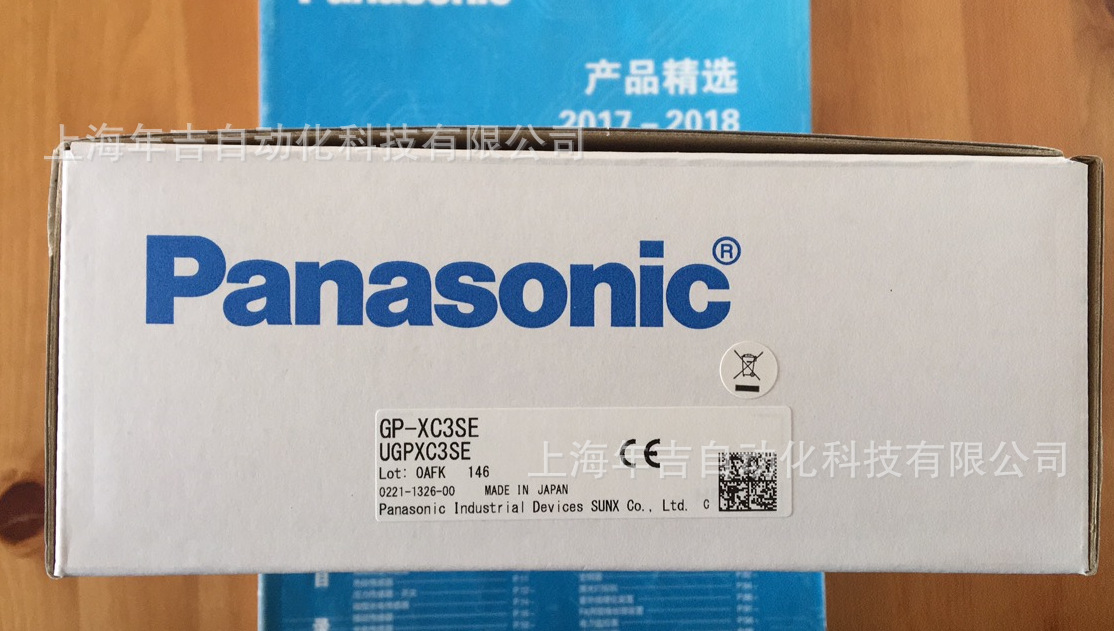 Panasonic
产品精选
2017-2018
上海年吉自动化科技有限公司
Panasonic®
GP-XC3SE
UGPXC3SE
CE
上海年吉自动化科技有限公司
Lot: 0AFK 146
0221-1326-00 MADE IN JAPAN
Panasonic Industrial Devices SUNX Co., Ltd. G